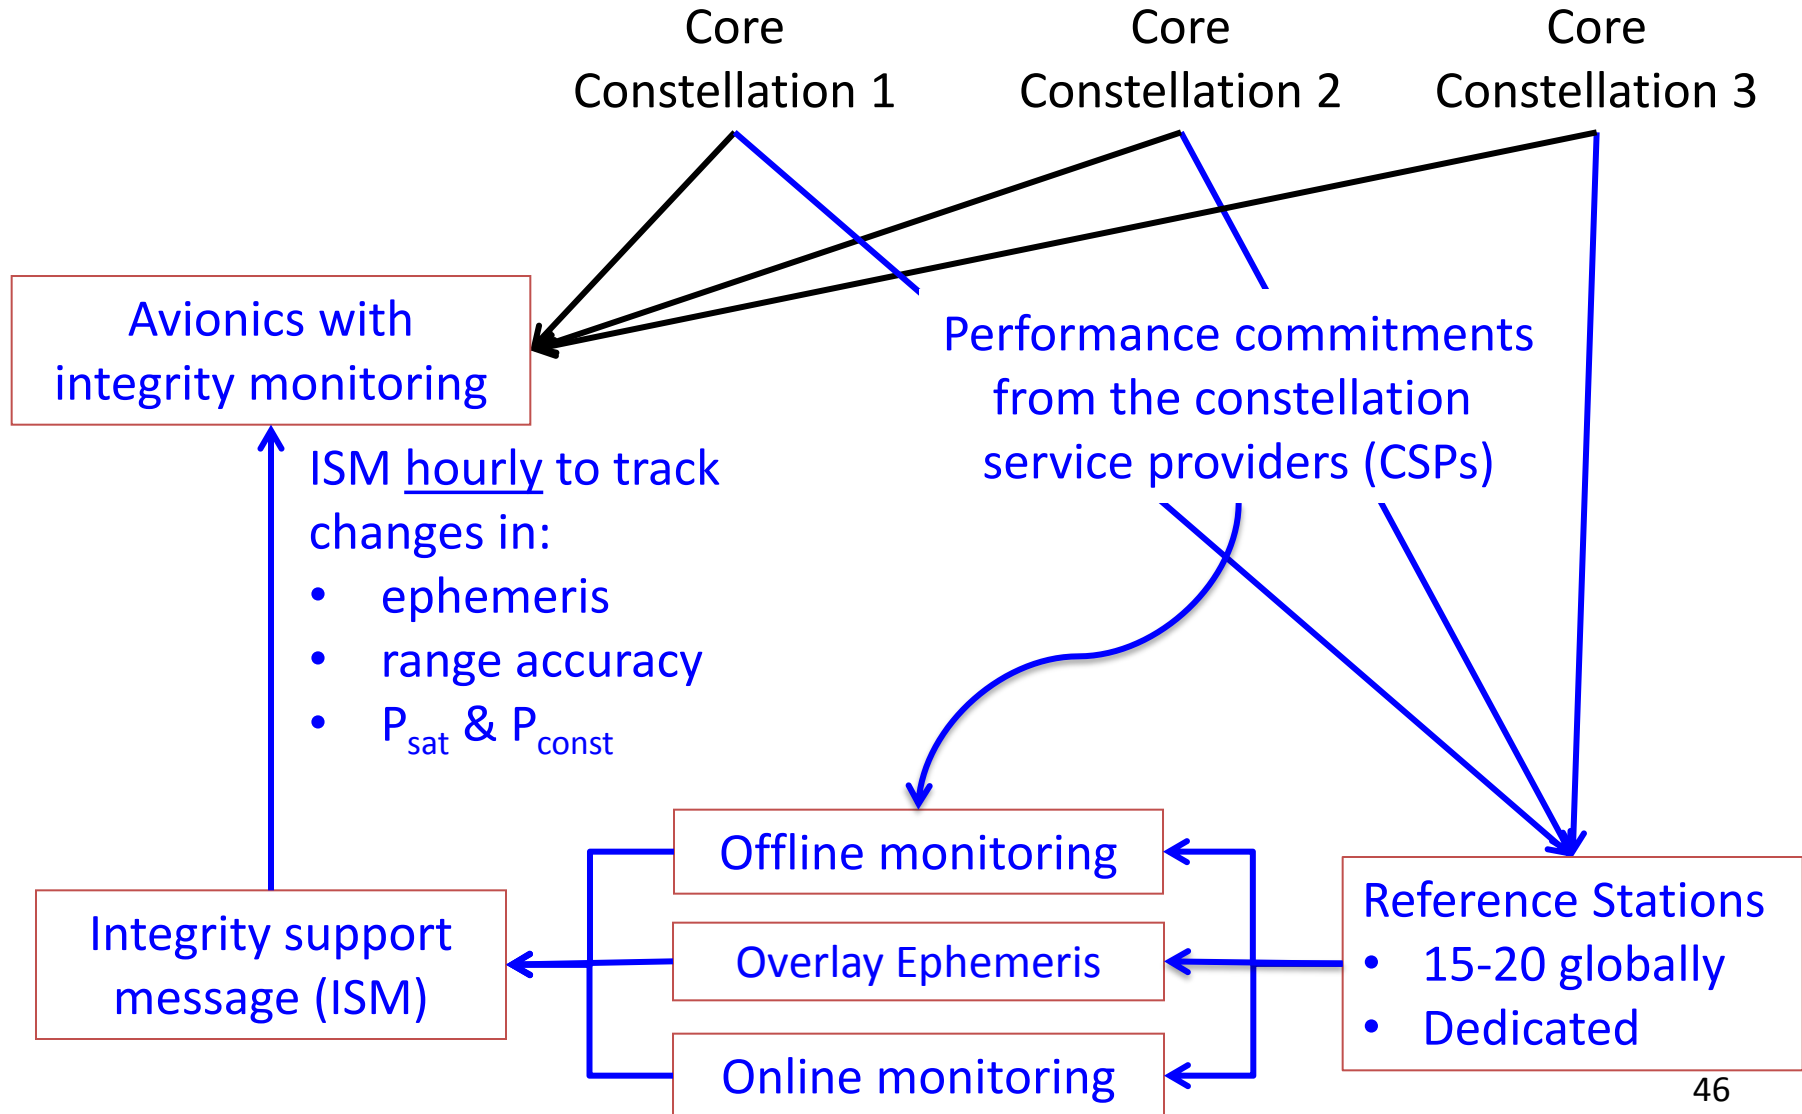 Core
Constellation 1
Core
Constellation 2
Core
Constellation 3
Avionics with
integrity monitoring
Performance commitments
from the constellation
service providers (CSPs)
ISM hourly to track
changes in:
• ephemeris
• range accuracy
• Psat & Pconst
Offline monitoring
Overlay Ephemeris
Online monitoring
Integrity support
message (ISM)
Reference Stations
• 15-20 globally
• Dedicated
46